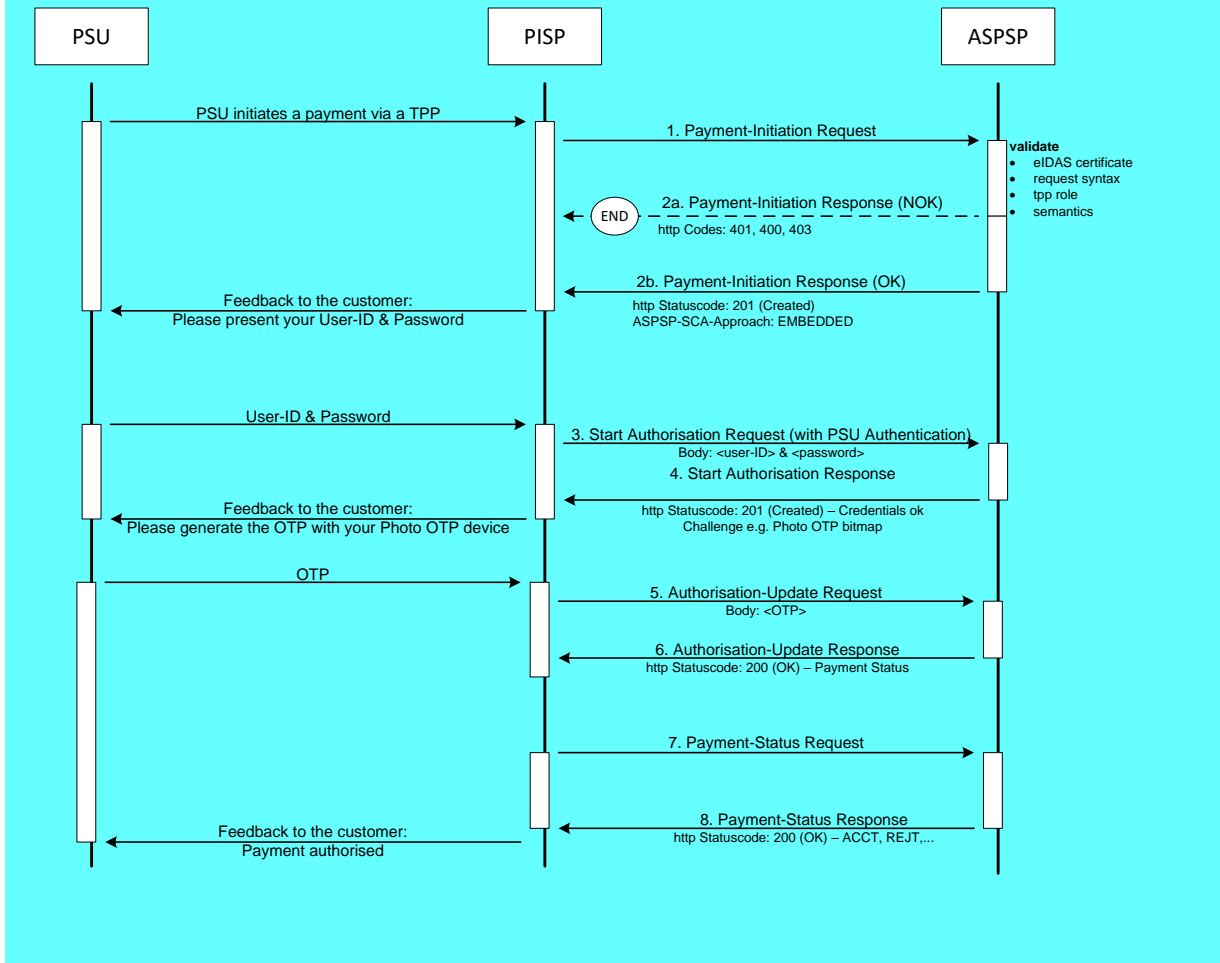 PSU
PISP
ASPSP
PSU initiates a payment via a TPP
1. Payment-Initiation Request
validate
• eIDAS certificate
• request syntax
• tpp role
• semantics
2a. Payment-Initiation Response (NOK)
END
http Codes: 401, 400, 403
2b. Payment-Initiation Response (OK)
http Statuscode: 201 (Created)
ASPSP-SCA-Approach: EMBEDDED
Feedback to the customer:
Please present your User-ID & Password
User-ID & Password
3. Start Authorisation Request (with PSU Authentication)
Body: <user-ID> & <password>
4. Start Authorisation Response
http Statuscode: 201 (Created) – Credentials ok
Challenge e.g. Photo OTP bitmap
Feedback to the customer:
Please generate the OTP with your Photo OTP device
OTP
5. Authorisation-Update Request
Body: <OTP>
6. Authorisation-Update Response
http Statuscode: 200 (OK) – Payment Status
7. Payment-Status Request
8. Payment-Status Response
http Statuscode: 200 (OK) – ACCT, REJT,...
Feedback to the customer:
Payment authorised